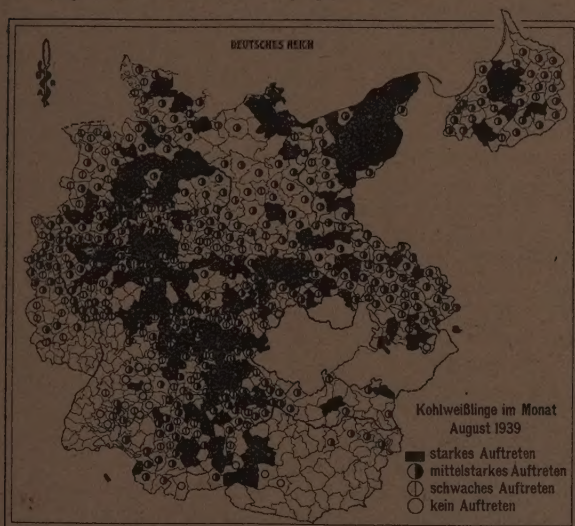 DEUTSCHES REICH
Kohlweißlinge im Monat
August 1939
starkes Auftreten
mittelstarkes Auftreten
schwaches Auftreten
kein Auftreten